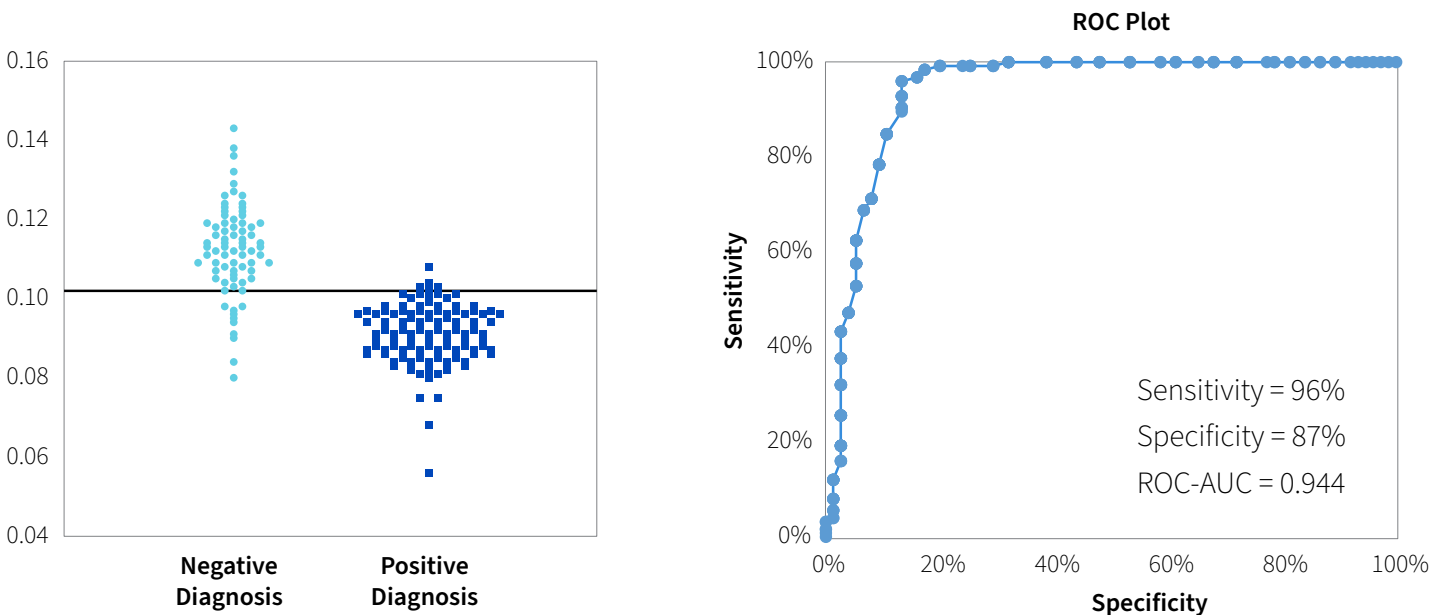 0.16
0.14
0.12
0.10
0.08
0.06
0.04
Negative
Diagnosis
Positive
Diagnosis
ROC Plot
Sensitivity
100%
80%
60%
40%
20%
0%
Sensitivity = 96%
Specificity = 87%
ROC-AUC = 0.944
0%
20%
40%
60%
80%
100%
Specificity